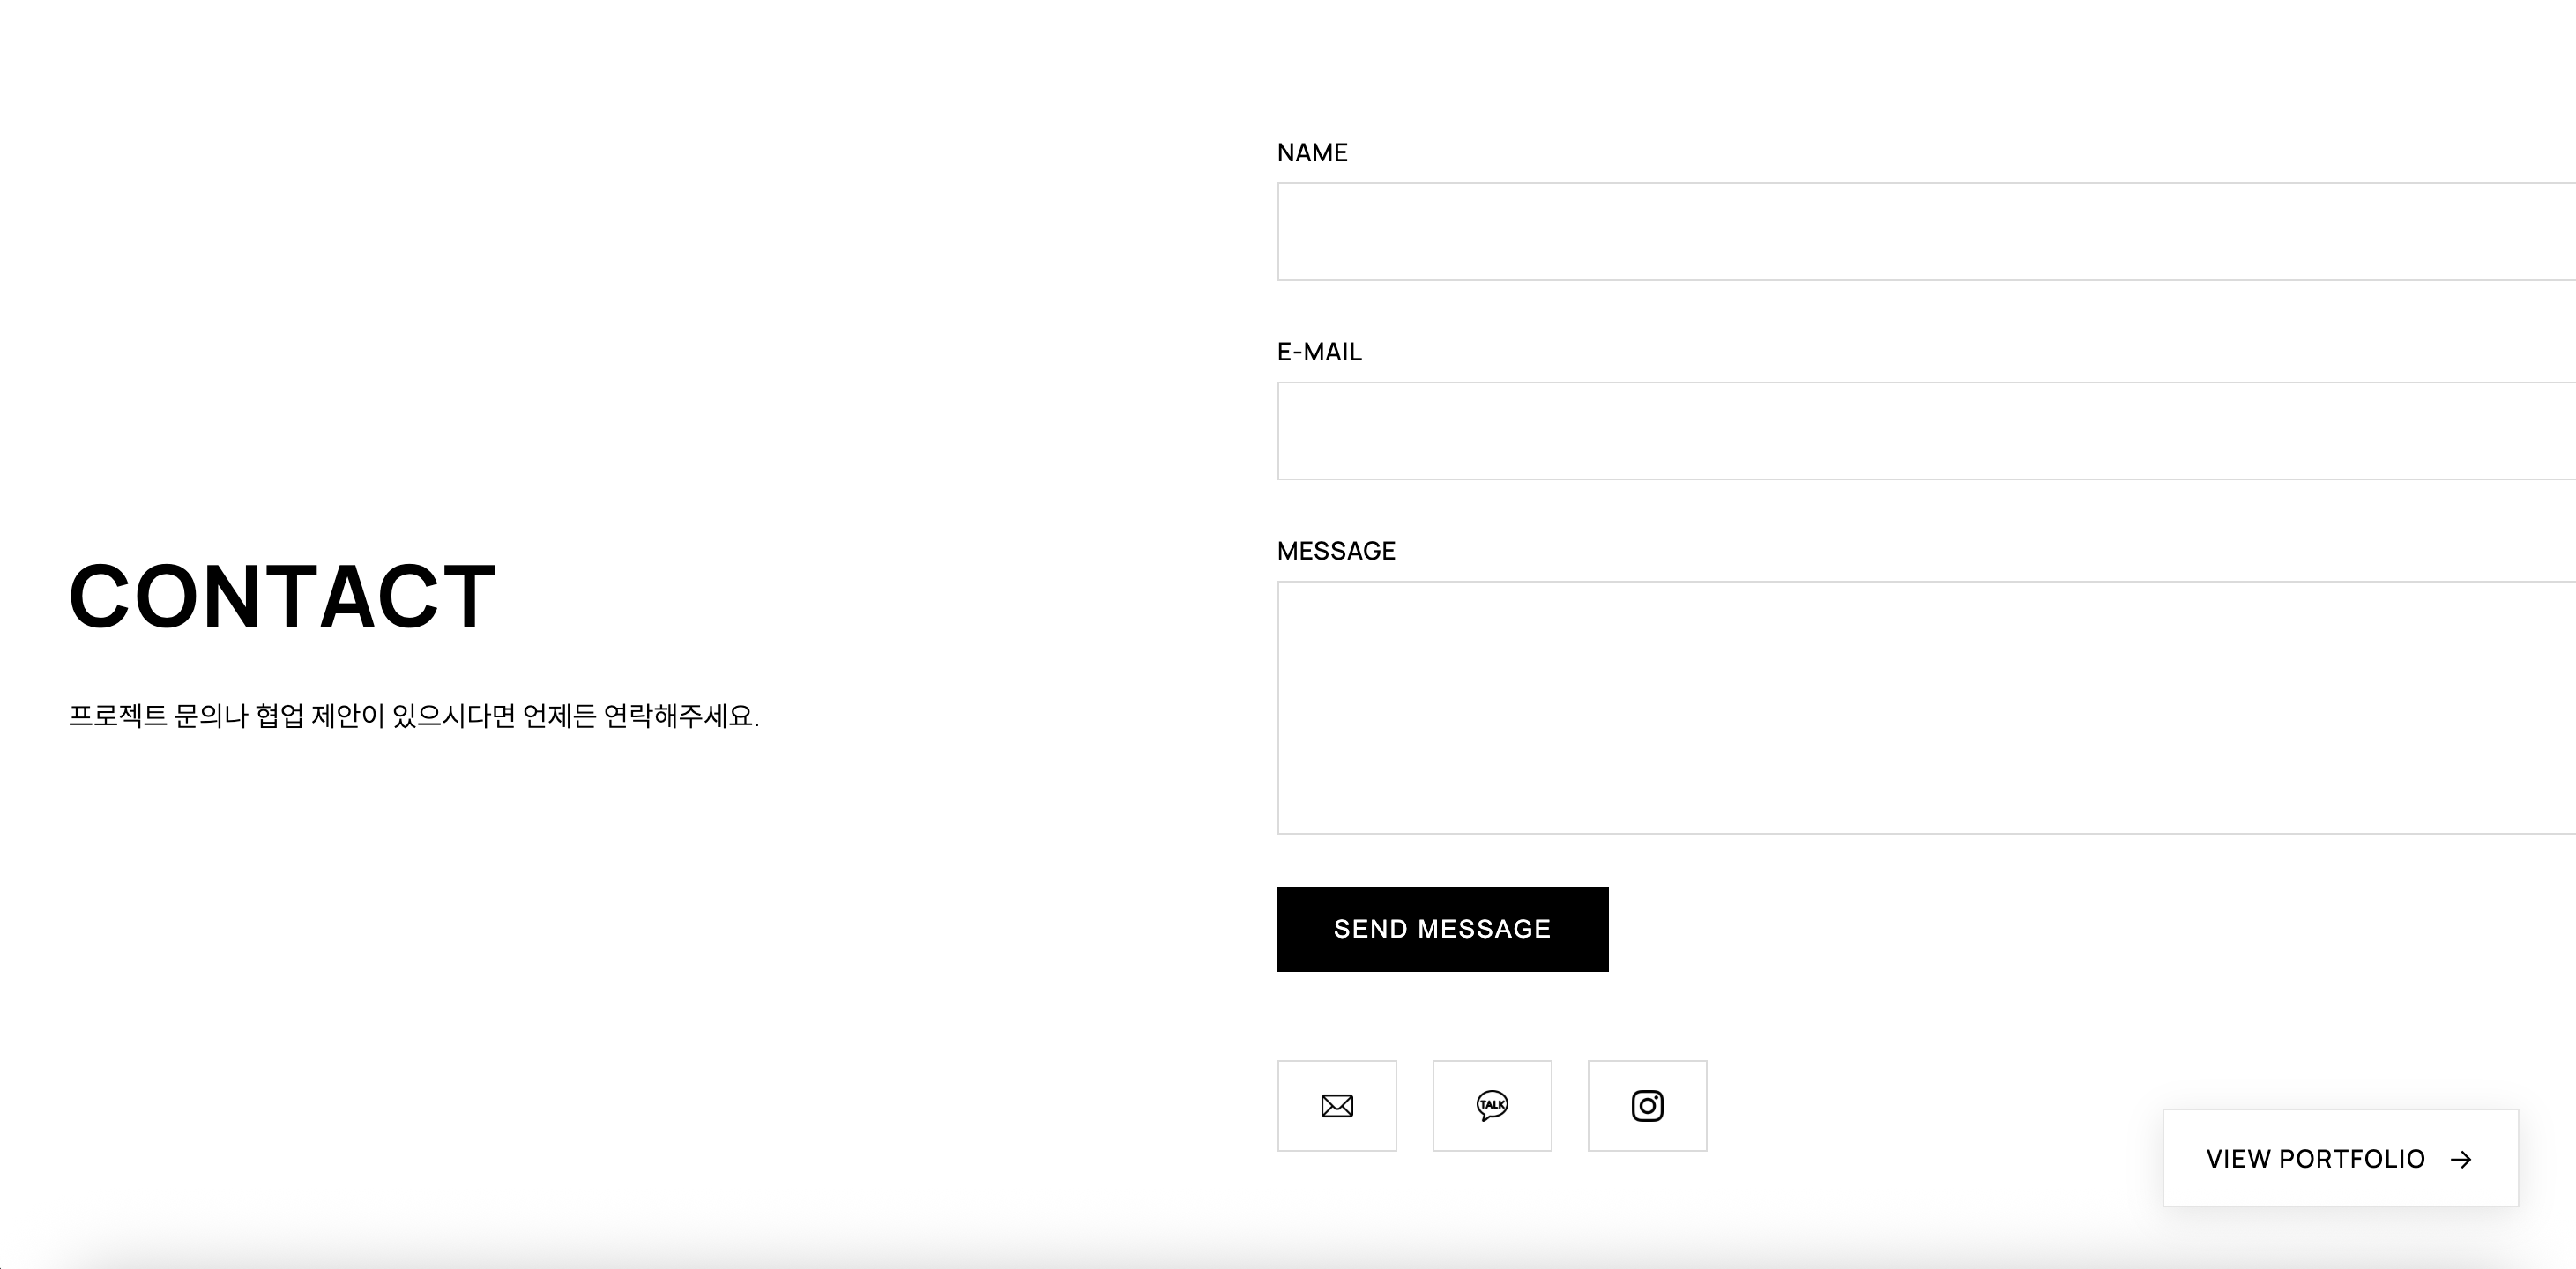 CONTACT
프로젝트 문의나 협업 제안이 있으시다면 언제든 연락해주세요.
NAME
E-MAIL
MESSAGE
SEND MESSAGE
TALK
VIEW PORTFOLIO →